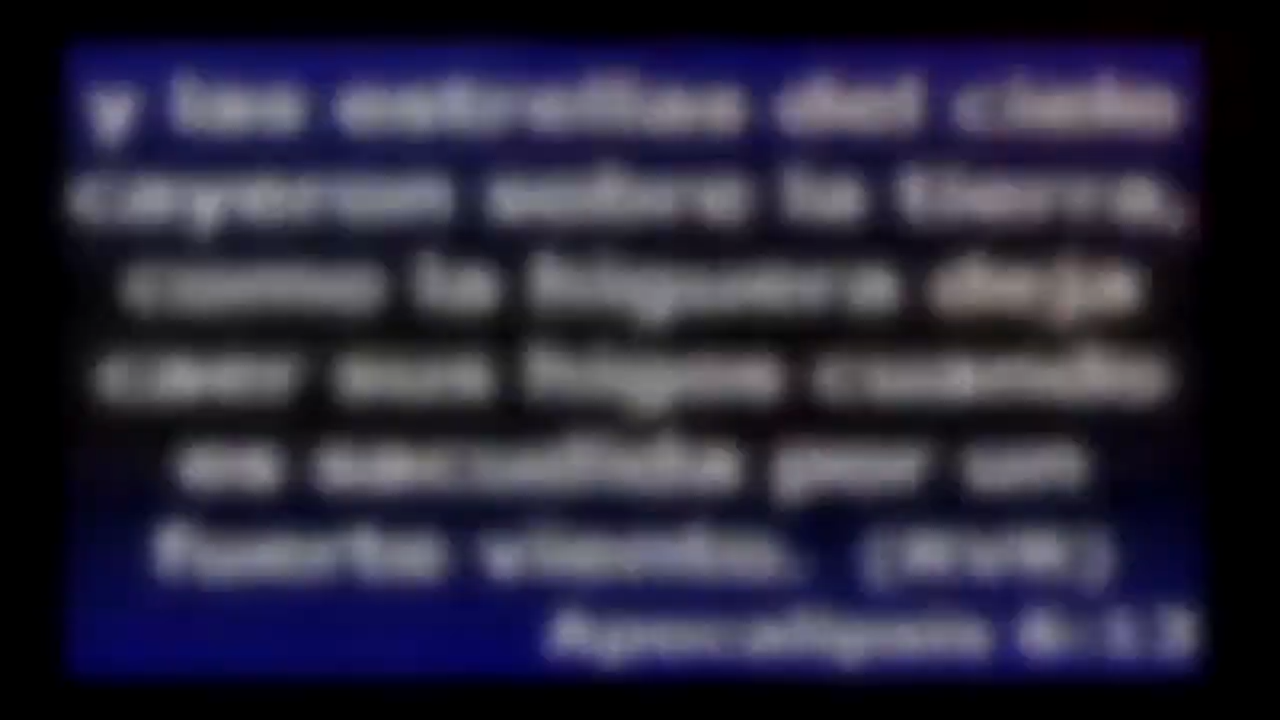 y las estrellas del cielo
cayeron sobre la tierra,
como la higuera deja
caer sus higos cuando
es sacudida por un
fuerte viento. (RVR)
Apocalipsis 6:13